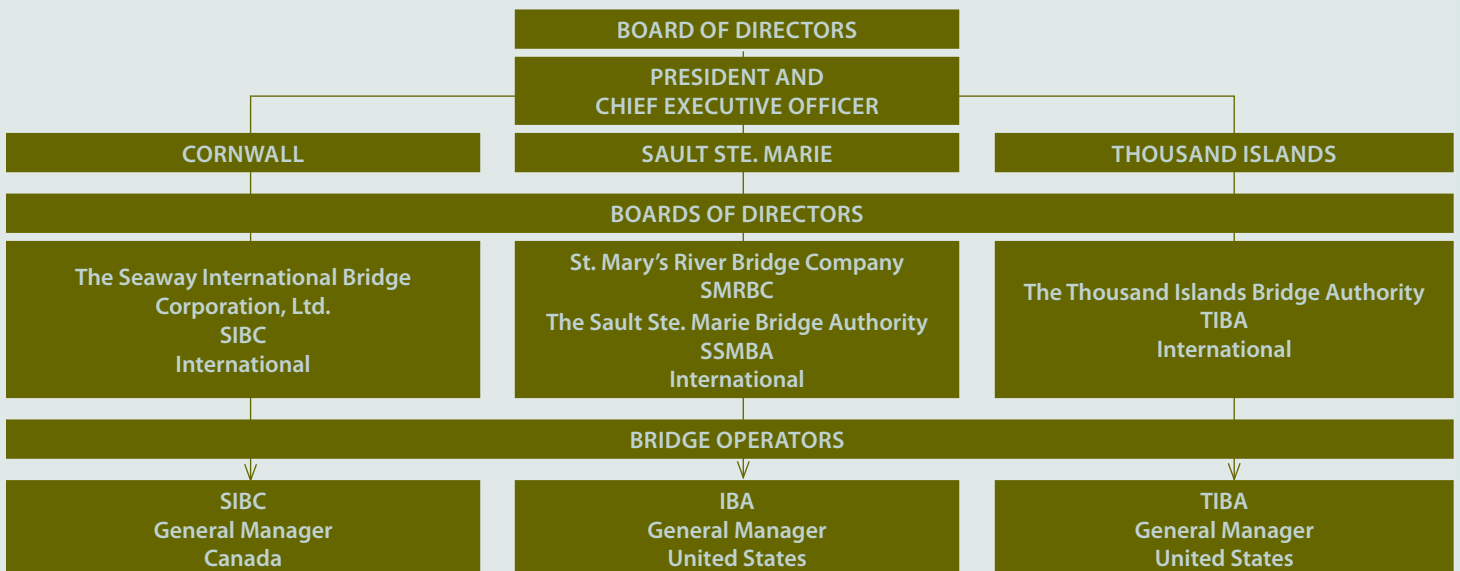 BOARD OF DIRECTORS
PRESIDENT AND
CHIEF EXECUTIVE OFFICER
CORNWALL
SAULT STE. MARIE
THOUSAND ISLANDS
BOARDS OF DIRECTORS
The Seaway International Bridge
Corporation, Ltd.
SIBC
International
St. Mary’s River Bridge Company
SMRBC
The Sault Ste. Marie Bridge Authority
SSMBA
International
The Thousand Islands Bridge Authority
TIBA
International
BRIDGE OPERATORS
SIBC
General Manager
Canada
IBA
General Manager
United States
TIBA
General Manager
United States